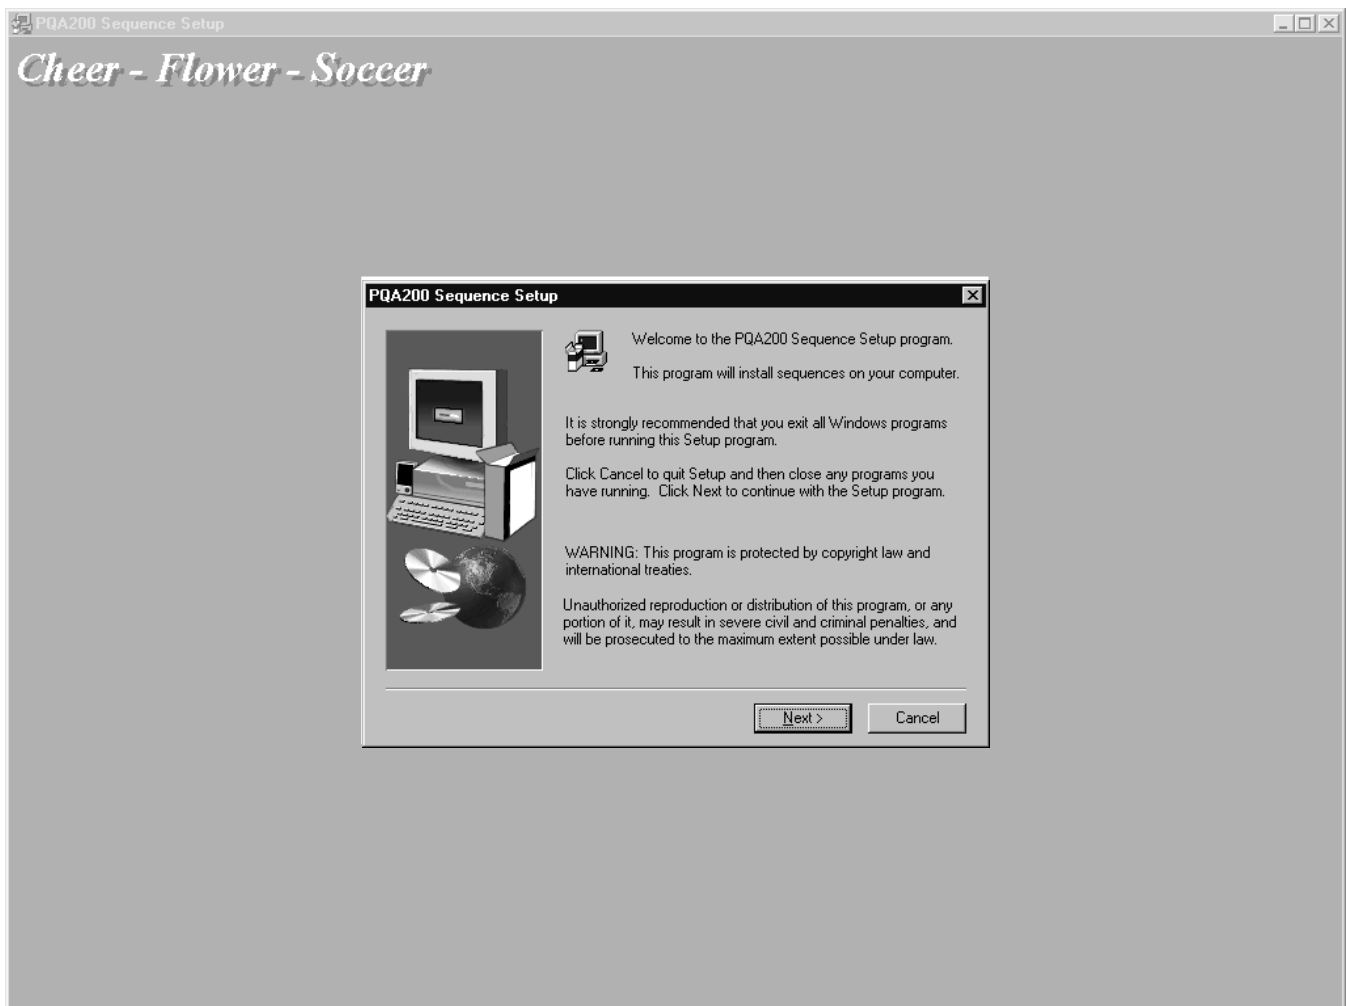 PQA200 Sequence Setup
Cheer - Flower - Soccer
PQA200 Sequence Setup
Welcome to the PQA200 Sequence Setup program.
This program will install sequences on your computer.
It is strongly recommended that you exit all Windows programs
before running this Setup program.
Click Cancel to quit Setup and then close any programs you
have running.  Click Next to continue with the Setup program.
WARNING: This program is protected by copyright law and
international treaties.
Unauthorized reproduction or distribution of this program, or any
portion of it, may result in severe civil and criminal penalties, and
will be prosecuted to the maximum extent possible under law.
Next >
Cancel